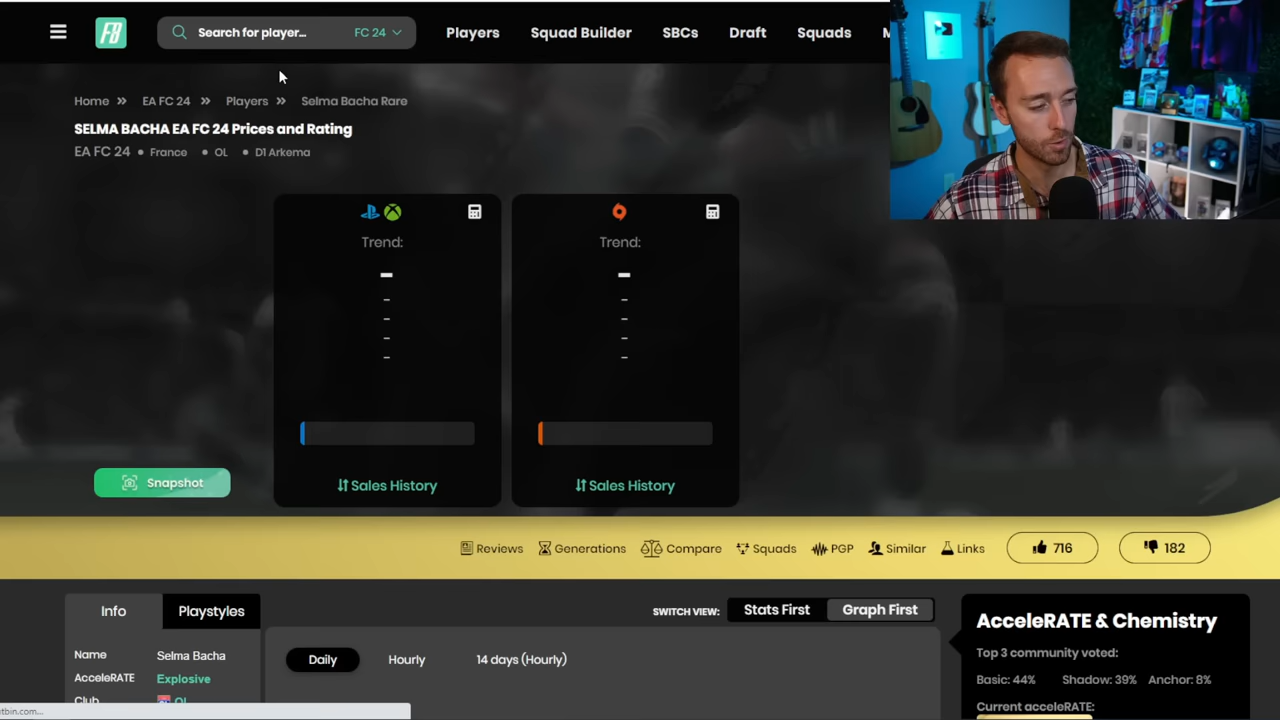 FB
Search for player...
FC 24
Players
Squad Builder
SBCs
Draft
Squads
Home » EA FC 24 » Players » Selma Bacha Rare
SELMA BACHA EA FC 24 Prices and Rating
EA FC 24 • France • OL • D1 Arkema
Trend:
Trend:
Sales History
Sales History
Snapshot
Reviews
Generations
Compare
Squads
PGP
Similar
Links
716
182
Info
Playstyles
SWITCH VIEW:
Stats First
Graph First
AcceleRATE & Chemistry
Top 3 community voted:
Basic: 44%
Shadow: 39%
Anchor: 8%
Current acceleRATE:
Name
Selma Bacha
AcceleRATE
Explosive
Club
OL
Daily
Hourly
14 days (Hourly)